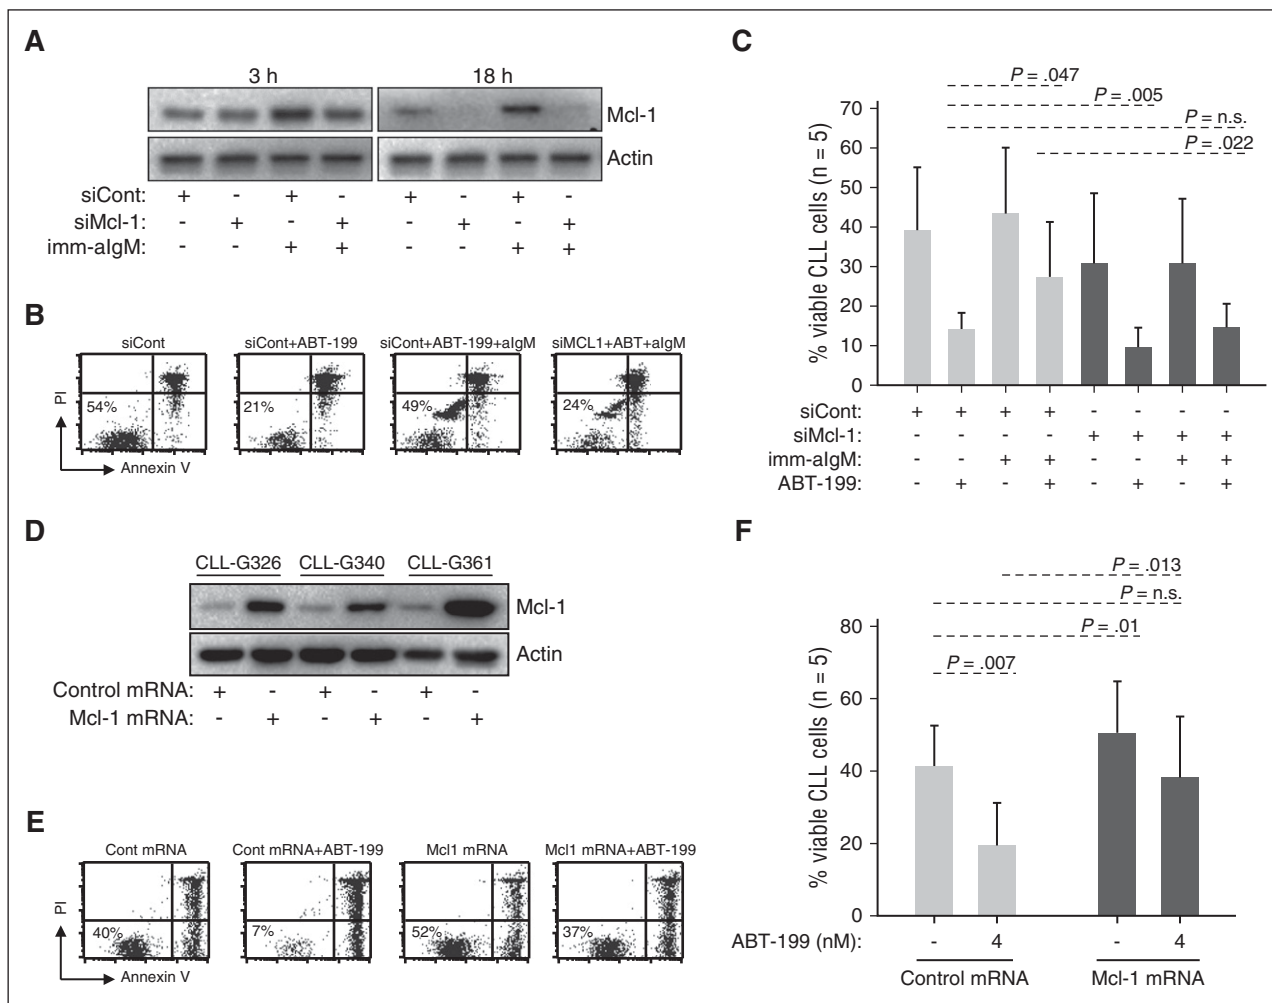 A
3 h 18 h
Mcl-1
Actin
siCont: + - + - + - + -
siMcl-1: - + - + - + - +
imm-aIgM: - - + + - - + +
B
siCont siCont+ABT-199 siCont+ABT-199+aIgM siMCL1+ABT+aIgM
54% 21% 49% 24%
PI
Annexin V
C
P = .047
P = .005
P = n.s.
P = .022
% viable CLL cells (n = 5)
70
60
50
40
30
20
10
0
siCont: + + + + - - - -
siMcl-1: - - - - + + + +
imm-aIgM: - - + + - - + +
ABT-199: - + - + - + - +
D
CLL-G326 CLL-G340 CLL-G361
Mcl-1
Actin
Control mRNA: + - + - + -
Mcl-1 mRNA: - + - + - +
E
Cont mRNA Cont mRNA+ABT-199 Mcl1 mRNA Mcl1 mRNA+ABT-199
40% 7% 52% 37%
PI
Annexin V
F
P = .013
P = n.s.
P = .01
P = .007
% viable CLL cells (n = 5)
80
60
40
20
0
ABT-199 (nM): - 4 - 4
Control mRNA Mcl-1 mRNA